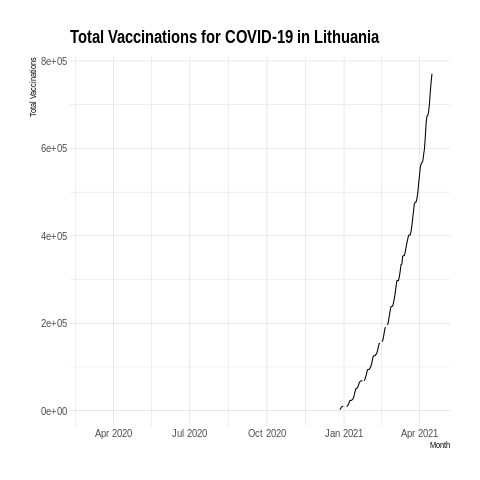 Total Vaccinations for COVID-19 in Lithuania
Total Vaccinations
8e+05
6e+05
4e+05
2e+05
0e+00
Apr 2020 Jul 2020 Oct 2020 Jan 2021 Apr 2021
Month